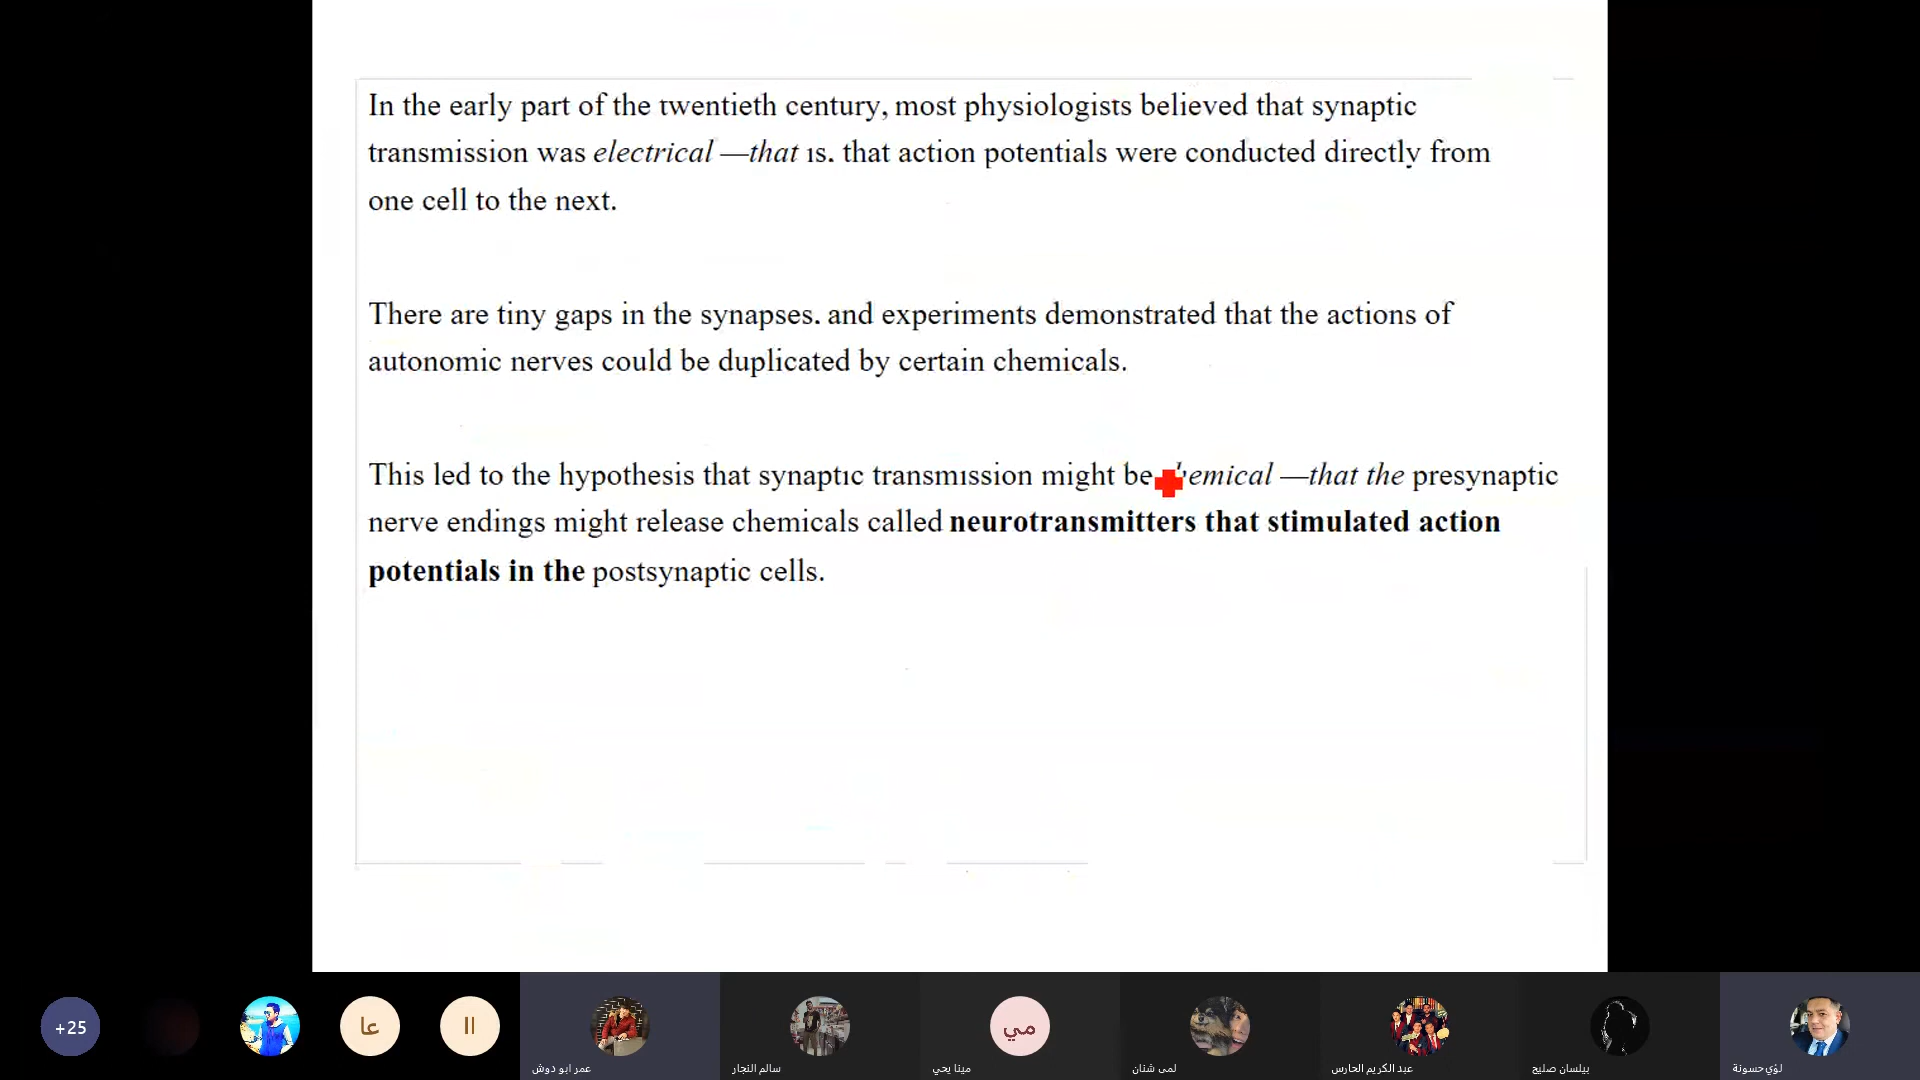 In the early part of the twentieth century, most physiologists believed that synaptic
transmission was electrical —that is. that action potentials were conducted directly from
one cell to the next.
There are tiny gaps in the synapses. and experiments demonstrated that the actions of
autonomic nerves could be duplicated by certain chemicals.
This led to the hypothesis that synaptic transmission might be chemical —that the presynaptic
nerve endings might release chemicals called neurotransmitters that stimulated action
potentials in the postsynaptic cells.
+25
عا
اا
مي
عمر ابو دوش
سالم النجار
مينا يحي
لمى شنان
عبد الكريم الحارس
بيلسان صليح
لؤي حسونة